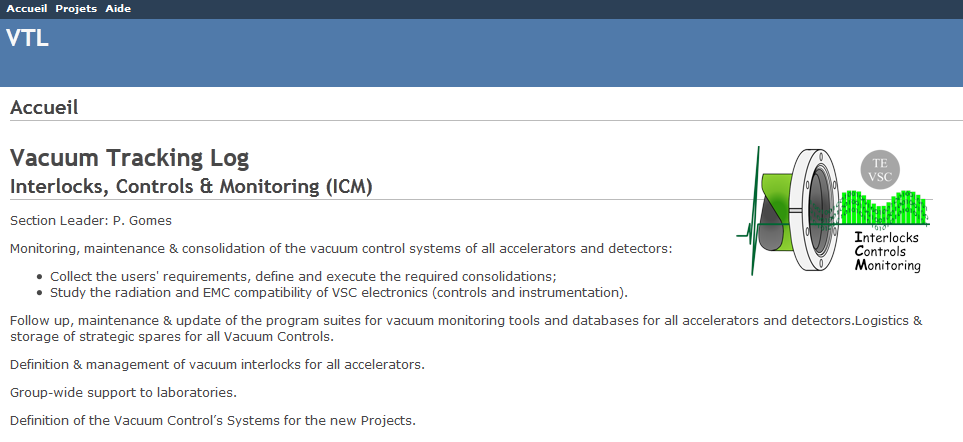 Accueil Projets Aide
VTL
Accueil
Vacuum Tracking Log
Interlocks, Controls & Monitoring (ICM)
TE
VSC
Interlocks
Controls
Monitoring
Section Leader: P. Gomes
Monitoring, maintenance & consolidation of the vacuum control systems of all accelerators and detectors:
• Collect the users' requirements, define and execute the required consolidations;
• Study the radiation and EMC compatibility of VSC electronics (controls and instrumentation).
Follow up, maintenance & update of the program suites for vacuum monitoring tools and databases for all accelerators and detectors.Logistics &
storage of strategic spares for all Vacuum Controls.
Definition & management of vacuum interlocks for all accelerators.
Group-wide support to laboratories.
Definition of the Vacuum Control’s Systems for the new Projects.